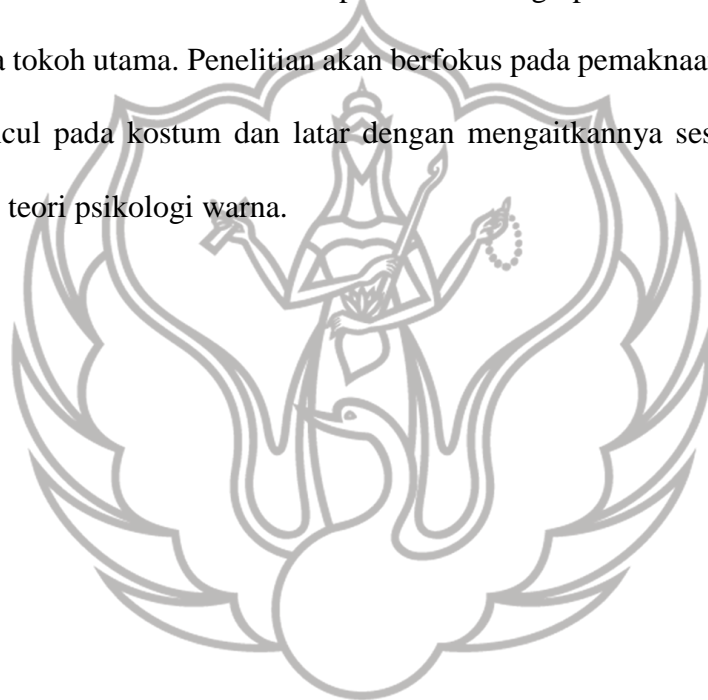 a tokoh utama. Penelitian akan berfokus pada pemaknaa
cul pada kostum dan latar dengan mengaitkannya ses
teori psikologi warna.